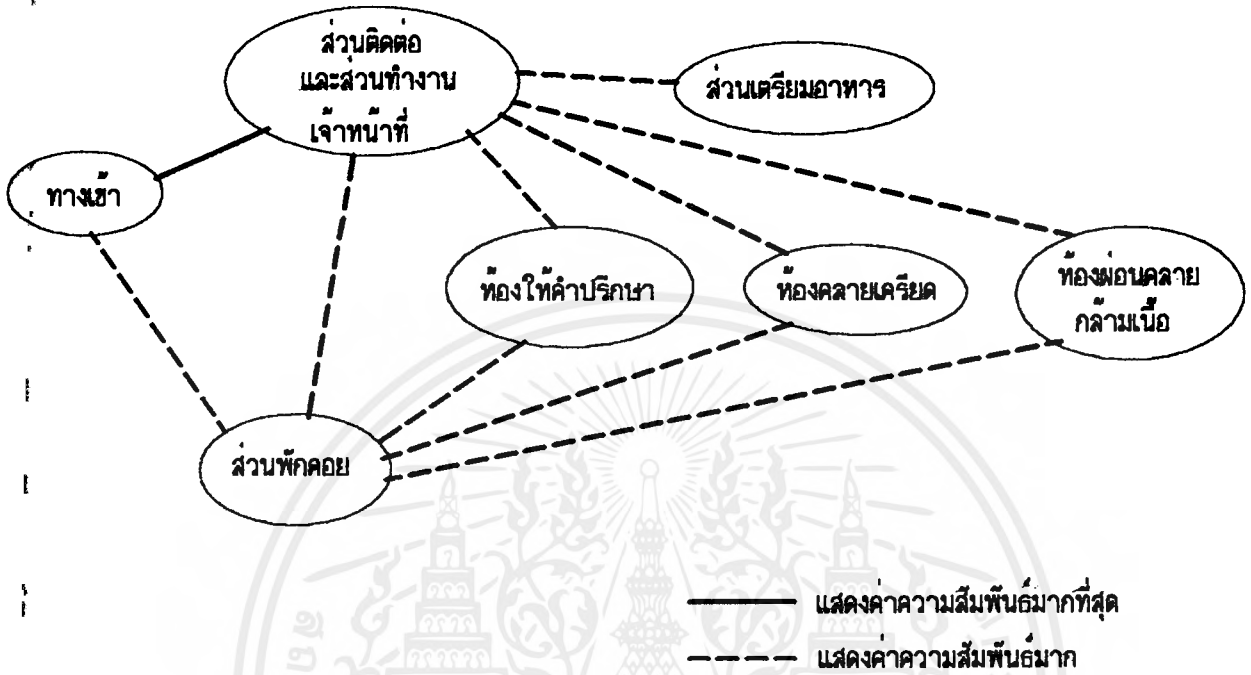 ส่วนติดต่อ
และส่วนทำงาน
เจ้าหน้าที่
ส่วนเตรียมอาหาร
ทางเข้า
ห้องให้คำปรึกษา
ห้องคลายเครียด
ห้องผ่อนคลาย
กล้ามเนื้อ
ส่วนพักคอย
แสดงค่าความสัมพันธ์มากที่สุด
แสดงค่าความสัมพันธ์มาก